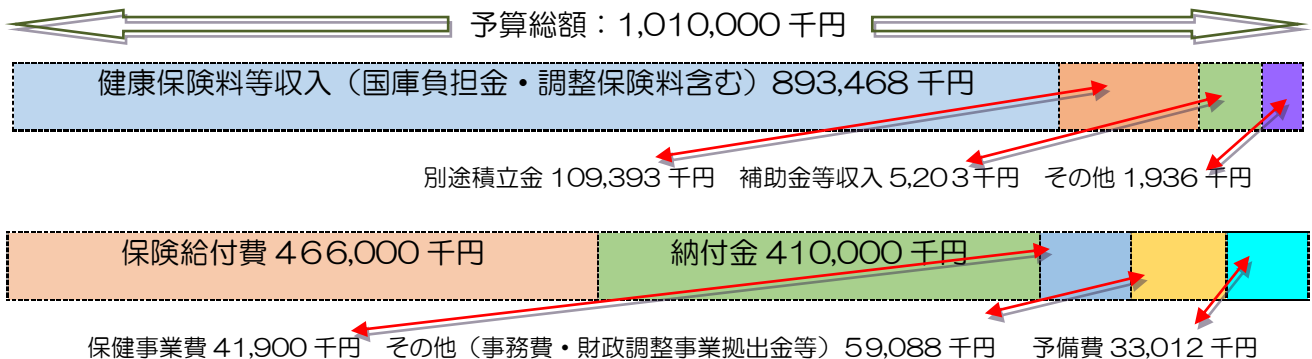 予算総額：1,010,000 千円
健康保険料等収入（国庫負担金・調整保険料含む）893,468 千円
別途積立金 109,393 千円　補助金等収入 5,203千円　その他 1,936 千円
保険給付費 466,000 千円　納付金 410,000 千円
保健事業費 41,900 千円　その他（事務費・財政調整事業拠出金等）59,088 千円　予備費 33,012 千円